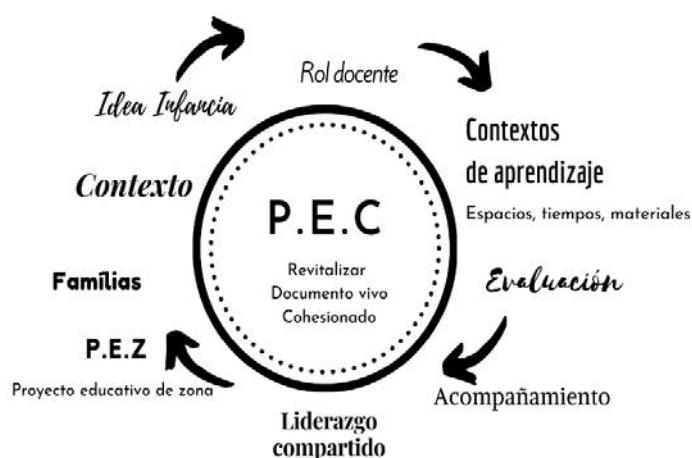 Rol docente
Idea Infancia
Contextos
de aprendizaje
Espacios, tiempos, materiales
Contexto
P.E.C
Revitalizar
Documento vivo
Cohesionado
Famílias
Evaluación
P.E.Z
Proyecto educativo de zona
Acompañamiento
Liderazgo
compartido